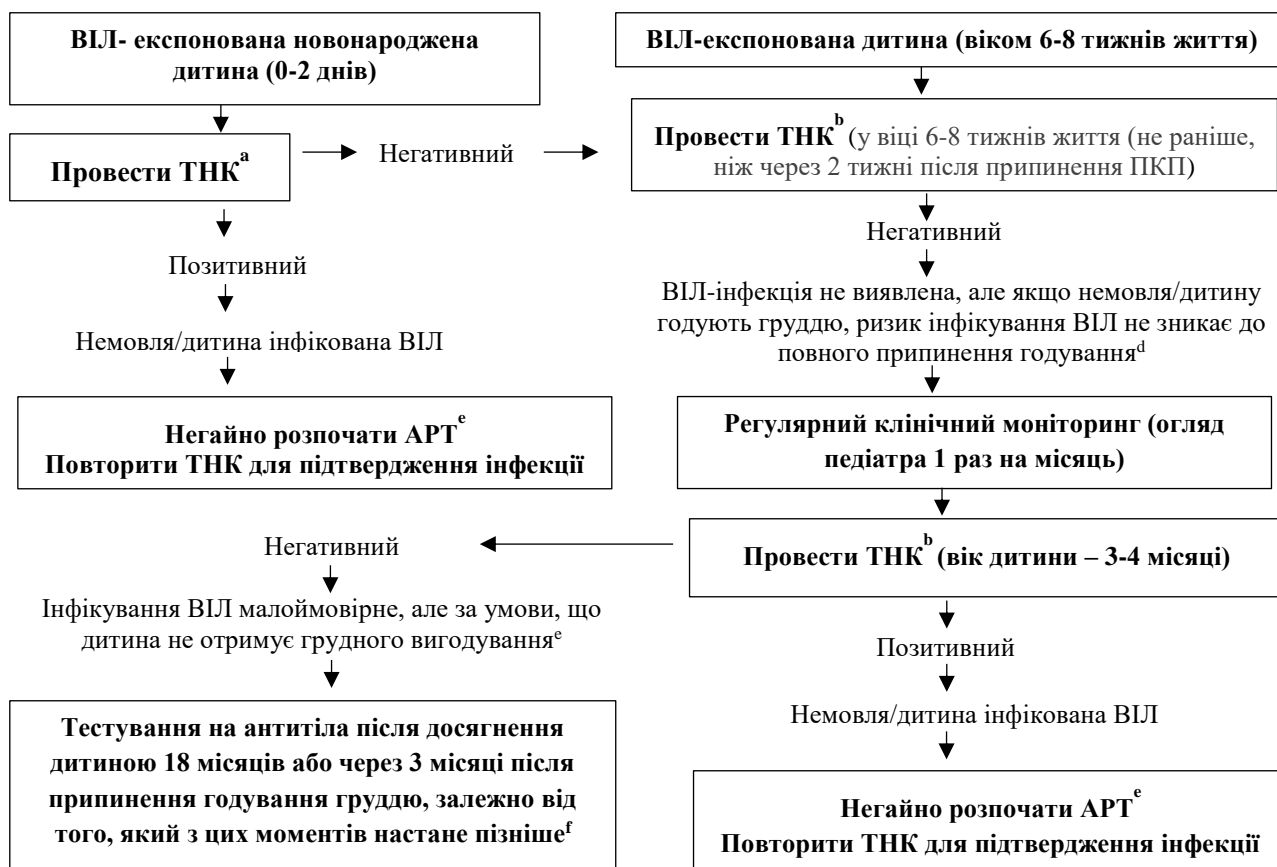 ВІЛ- експонована новонароджена
дитина (0-2 днів)
ВІЛ-експонована дитина (віком 6-8 тижнів життя)
Провести ТНКa
Негативний
Провести ТНКb (у віці 6-8 тижнів життя (не раніше,
ніж через 2 тижні після припинення ПКП)
Позитивний
Негативний
Немовля/дитина інфікована ВІЛ
ВІЛ-інфекція не виявлена, але якщо немовля/дитину
годують груддю, ризик інфікування ВІЛ не зникає до
повного припинення годуванняd
Негайно розпочати АРТe
Повторити ТНК для підтвердження інфекції
Регулярний клінічний моніторинг (огляд
педіатра 1 раз на місяць)
Провести ТНКb (вік дитини – 3-4 місяці)
Негативний
Інфікування ВІЛ малоймовірне, але за умови, що
дитина не отримує грудного вигодуванняe
Тестування на антитіла після досягнення
дитиною 18 місяців або через 3 місяці після
припинення годування груддю, залежно від
того, який з цих моментів настане пізнішеf
Позитивний
Немовля/дитина інфікована ВІЛ
Негайно розпочати АРТe
Повторити ТНК для підтвердження інфекції